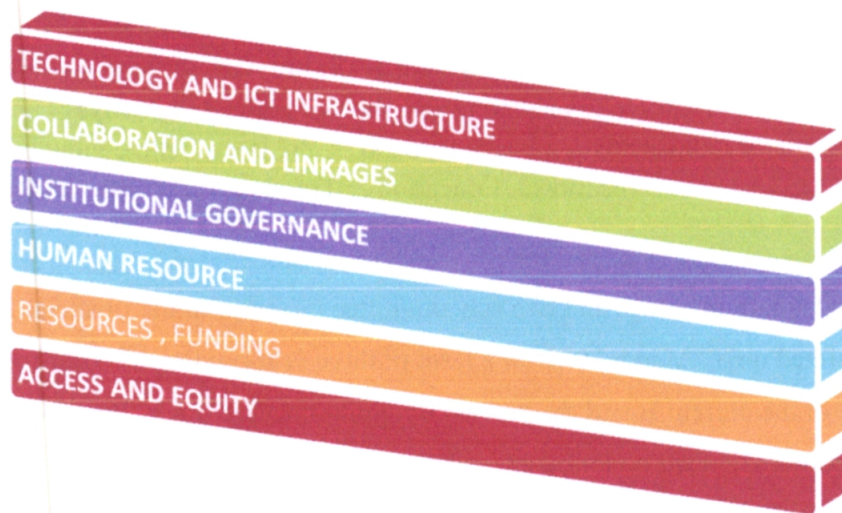 TECHNOLOGY AND ICT INFRASTRUCTURE
COLLABORATION AND LINKAGES
INSTITUTIONAL GOVERNANCE
HUMAN RESOURCE
RESOURCES , FUNDING
ACCESS AND EQUITY